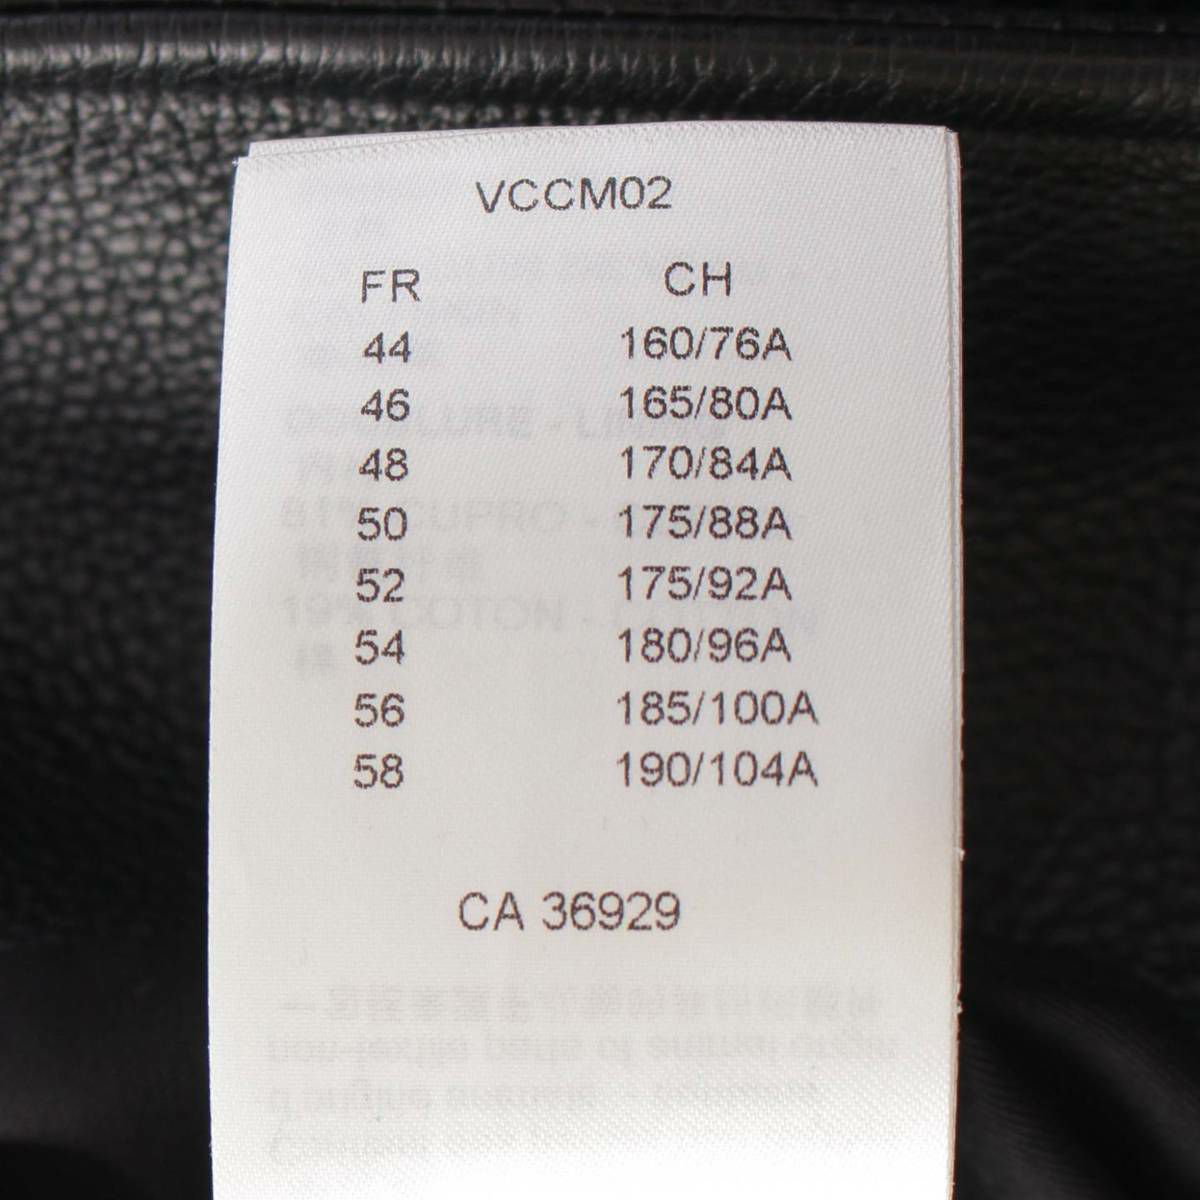 VCCM02
FR CH
44 160/76A
46 165/80A
48 170/84A
50 175/88A
52 175/92A
54 180/96A
56 185/100A
58 190/104A
CA 36929